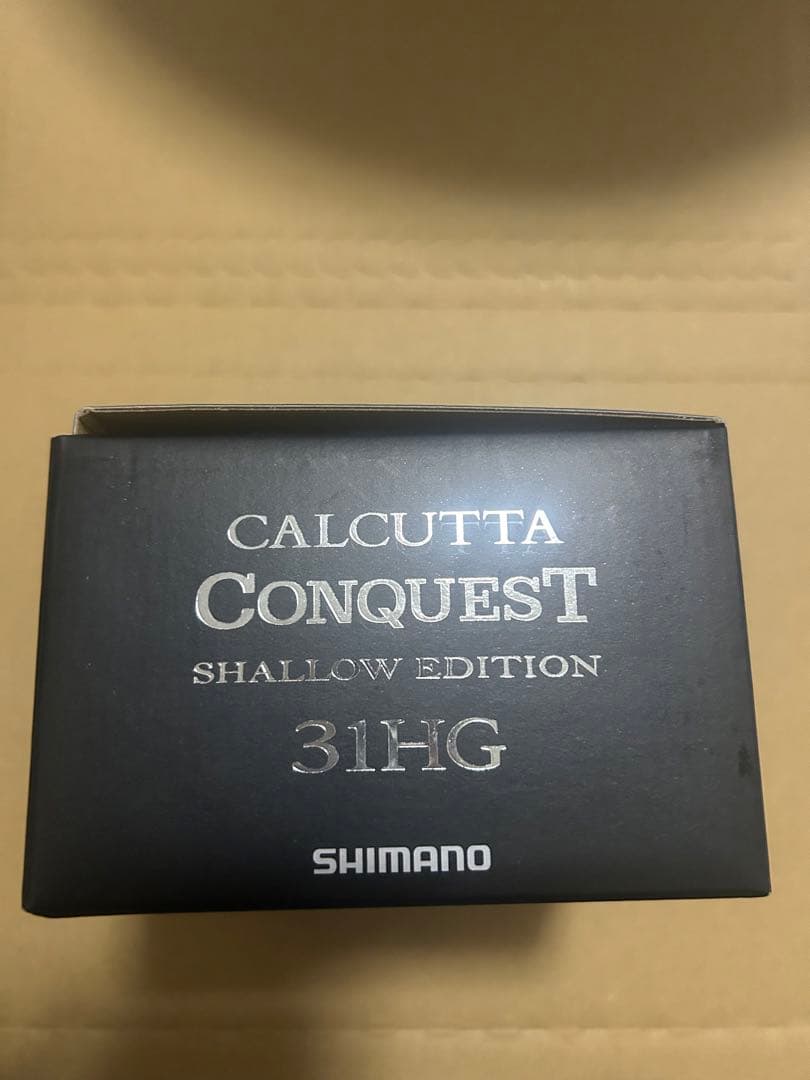 CALCUTTA
CONQUEST
SHALLOW EDITION
31HG
SHIMANO